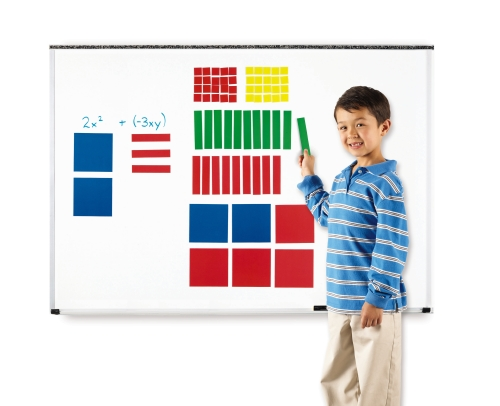 2x² + (-3xy)